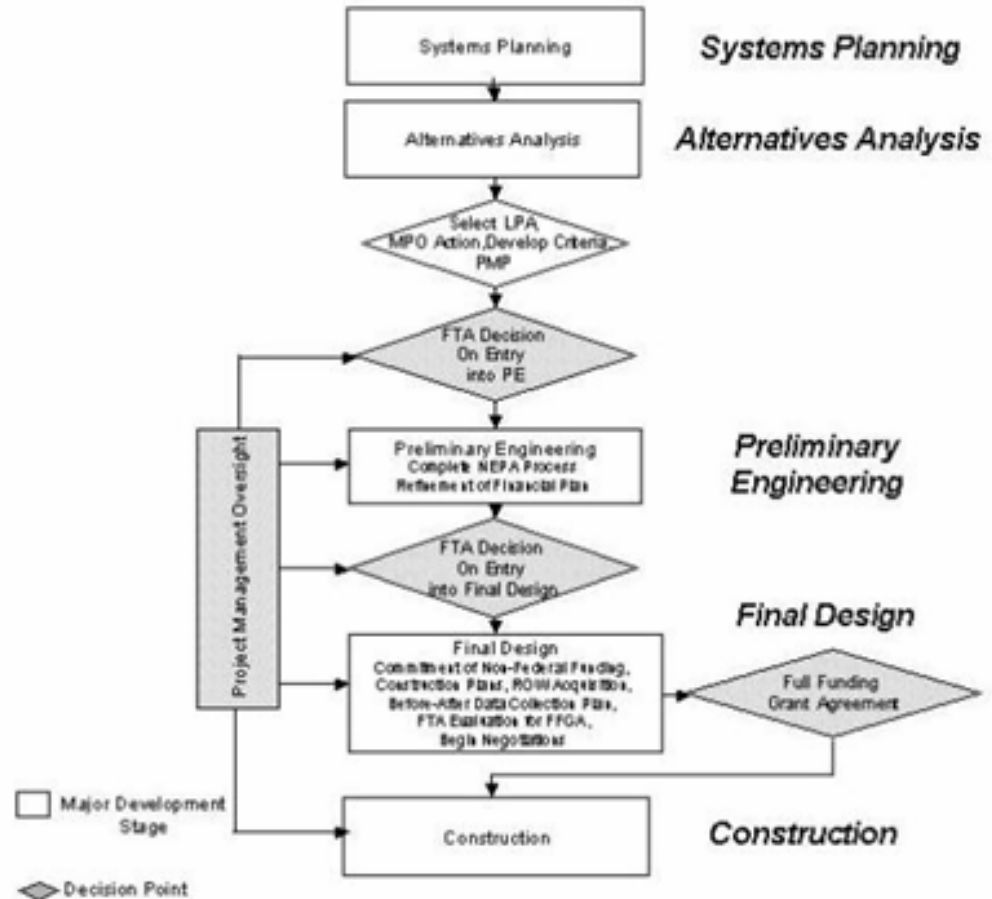 Systems Planning
Systems Planning
Alternatives Analysis
Alternatives Analysis
Select LPA,
MPO Action,Develop Criteria,
PMP
FTA Decision
On Entry
into PE
Project Management Oversight
Preliminary Engineering
Complete NEPA Process
Refinement of Financial Plan
Preliminary
Engineering
FTA Decision
On Entry
into Final Design
Final Design
Final Design
Commitment of Non-Federal Funding,
Construction Plans, ROW Acquisition,
Before-After Data Collection Plan,
FTA Evaluation for FFGA,
Begin Negotiations
Full Funding
Grant Agreement
Major Development
Stage
Construction
Construction
Decision Point